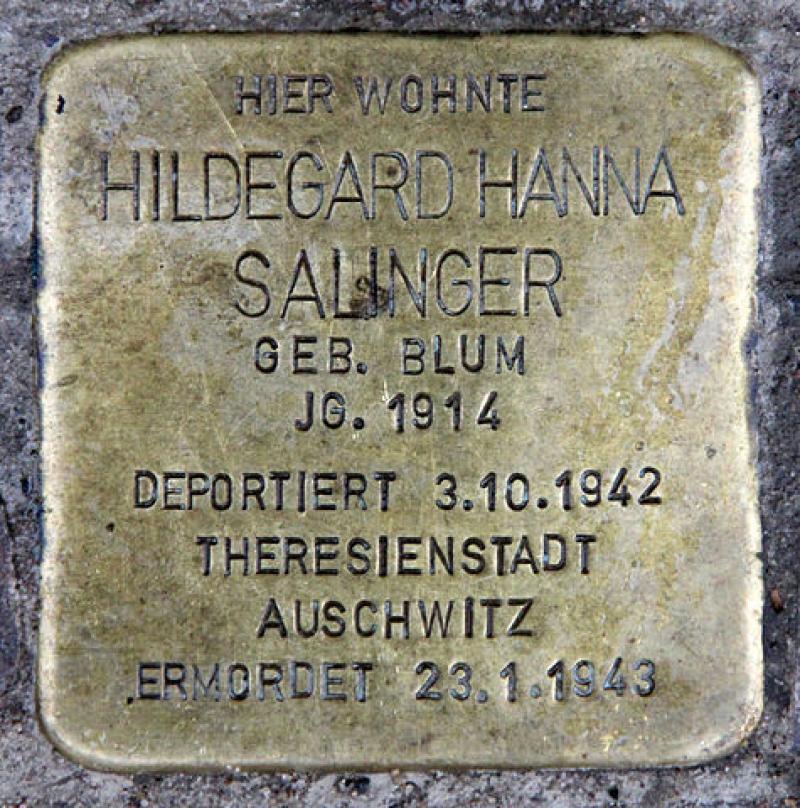 HIER WOHNTE
HILDEGARD HANNA
SALINGER
GEB. BLUM
JG. 1914
DEPORTIERT 3.10.1942
THERESIENSTADT
AUSCHWITZ
ERMORDET 23.1.1943